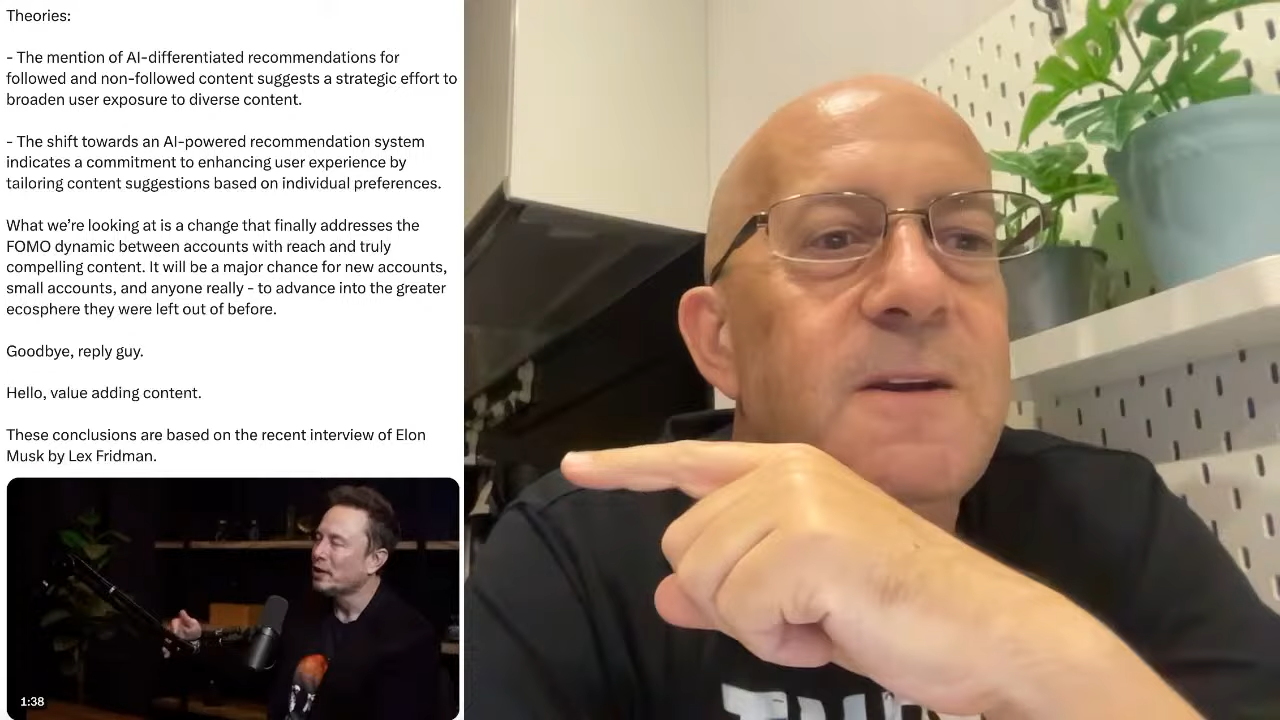 Theories:
- The mention of AI-differentiated recommendations for
followed and non-followed content suggests a strategic effort to
broaden user exposure to diverse content.
- The shift towards an AI-powered recommendation system
indicates a commitment to enhancing user experience by
tailoring content suggestions based on individual preferences.
What we’re looking at is a change that finally addresses the
FOMO dynamic between accounts with reach and truly
compelling content. It will be a major chance for new accounts,
small accounts, and anyone really - to advance into the greater
ecosphere they were left out of before.
Goodbye, reply guy.
Hello, value adding content.
These conclusions are based on the recent interview of Elon
Musk by Lex Fridman.
1:38